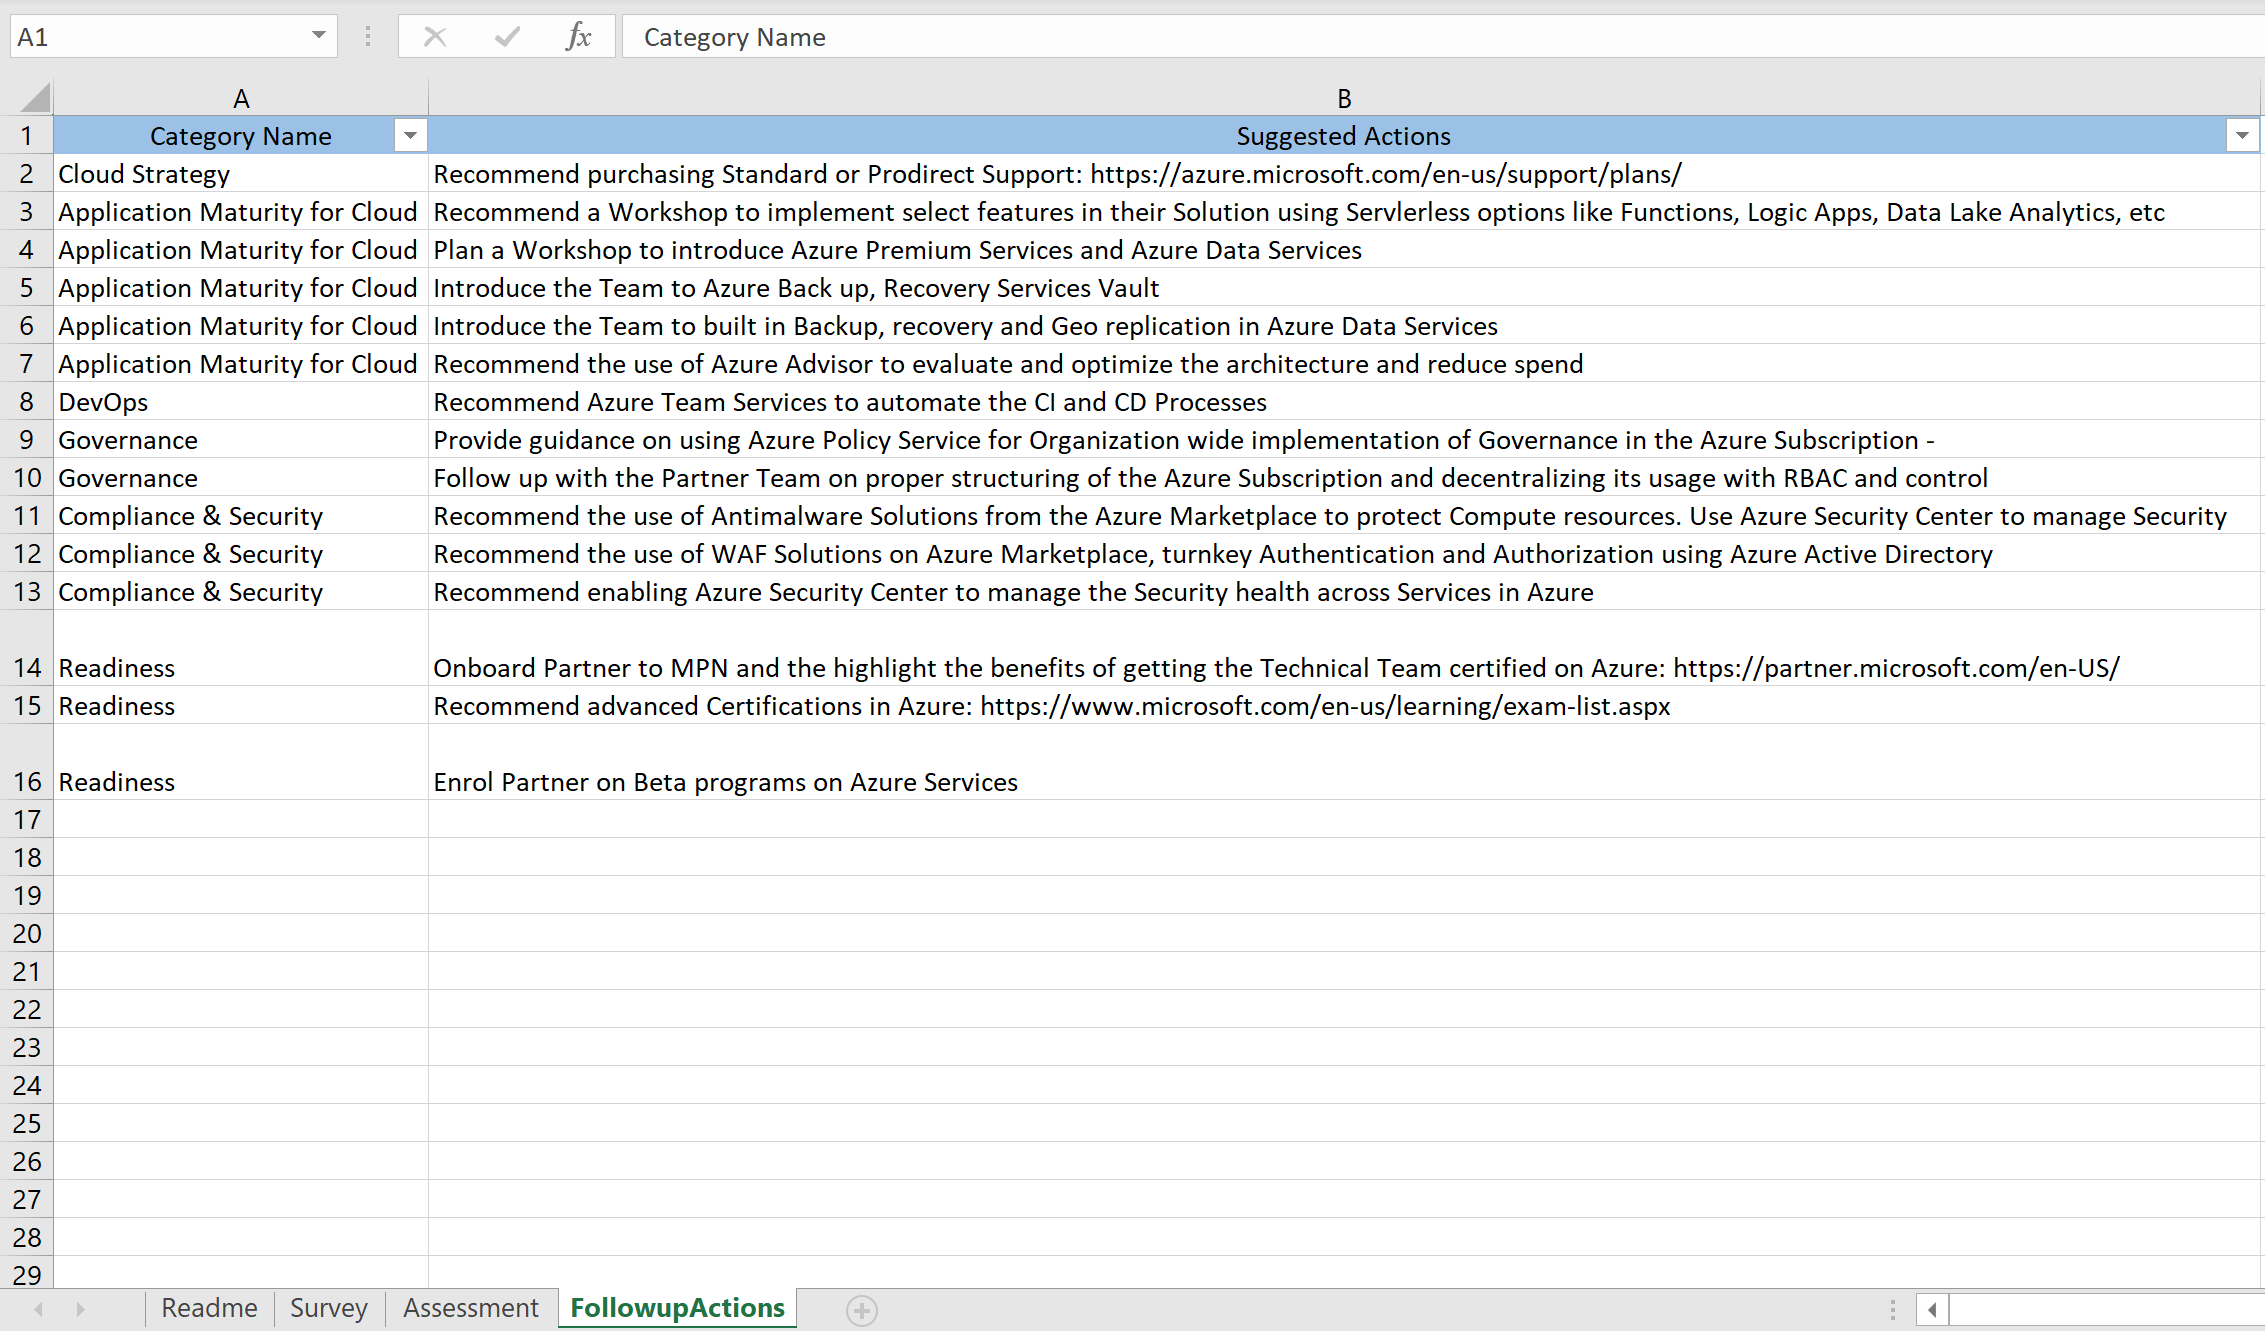 A1 fx Category Name
A B
1 Category Name Suggested Actions
2 Cloud Strategy Recommend purchasing Standard or Prodirect Support: https://azure.microsoft.com/en-us/support/plans/
3 Application Maturity for Cloud Recommend a Workshop to implement select features in their Solution using Servlerless options like Functions, Logic Apps, Data Lake Analytics, etc
4 Application Maturity for Cloud Plan a Workshop to introduce Azure Premium Services and Azure Data Services
5 Application Maturity for Cloud Introduce the Team to Azure Back up, Recovery Services Vault
6 Application Maturity for Cloud Introduce the Team to built in Backup, recovery and Geo replication in Azure Data Services
7 Application Maturity for Cloud Recommend the use of Azure Advisor to evaluate and optimize the architecture and reduce spend
8 DevOps Recommend Azure Team Services to automate the CI and CD Processes
9 Governance Provide guidance on using Azure Policy Service for Organization wide implementation of Governance in the Azure Subscription -
10 Governance Follow up with the Partner Team on proper structuring of the Azure Subscription and decentralizing its usage with RBAC and control
11 Compliance & Security Recommend the use of Antimalware Solutions from the Azure Marketplace to protect Compute resources. Use Azure Security Center to manage Security
12 Compliance & Security Recommend the use of WAF Solutions on Azure Marketplace, turnkey Authentication and Authorization using Azure Active Directory
13 Compliance & Security Recommend enabling Azure Security Center to manage the Security health across Services in Azure
14 Readiness Onboard Partner to MPN and the highlight the benefits of getting the Technical Team certified on Azure: https://partner.microsoft.com/en-US/
15 Readiness Recommend advanced Certifications in Azure: https://www.microsoft.com/en-us/learning/exam-list.aspx
16 Readiness Enrol Partner on Beta programs on Azure Services
17
18
19
20
21
22
23
24
25
26
27
28
29
Readme Survey Assessment FollowupActions